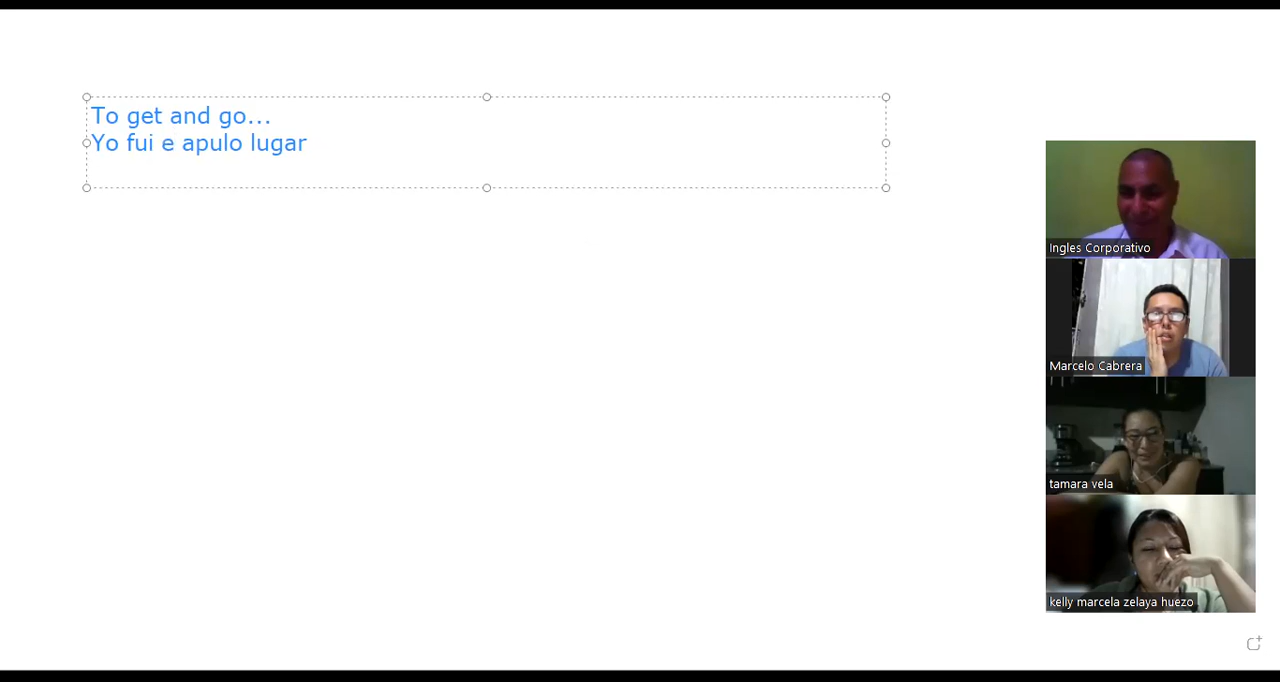 To get and go...
Yo fui e apulo lugar
Ingles Corporativo
Marcelo Cabrera
tamara vela
kelly marcela zelaya huezo